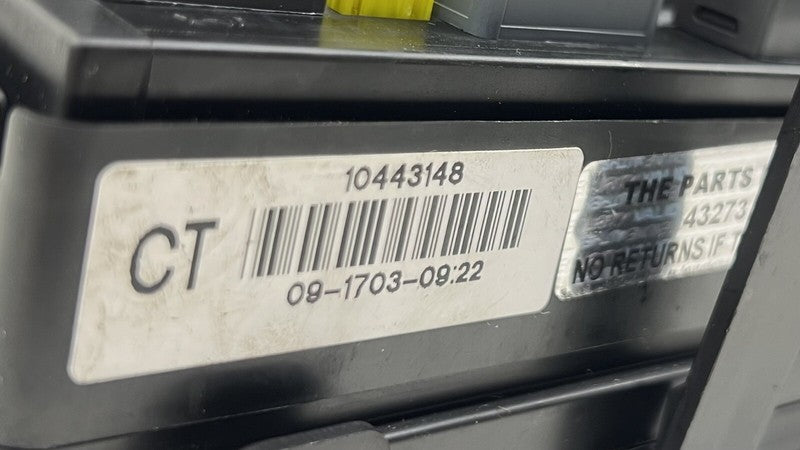 10443148
CT
09-1703-09:22
THE PARTS
43273
NO RETURNS IF